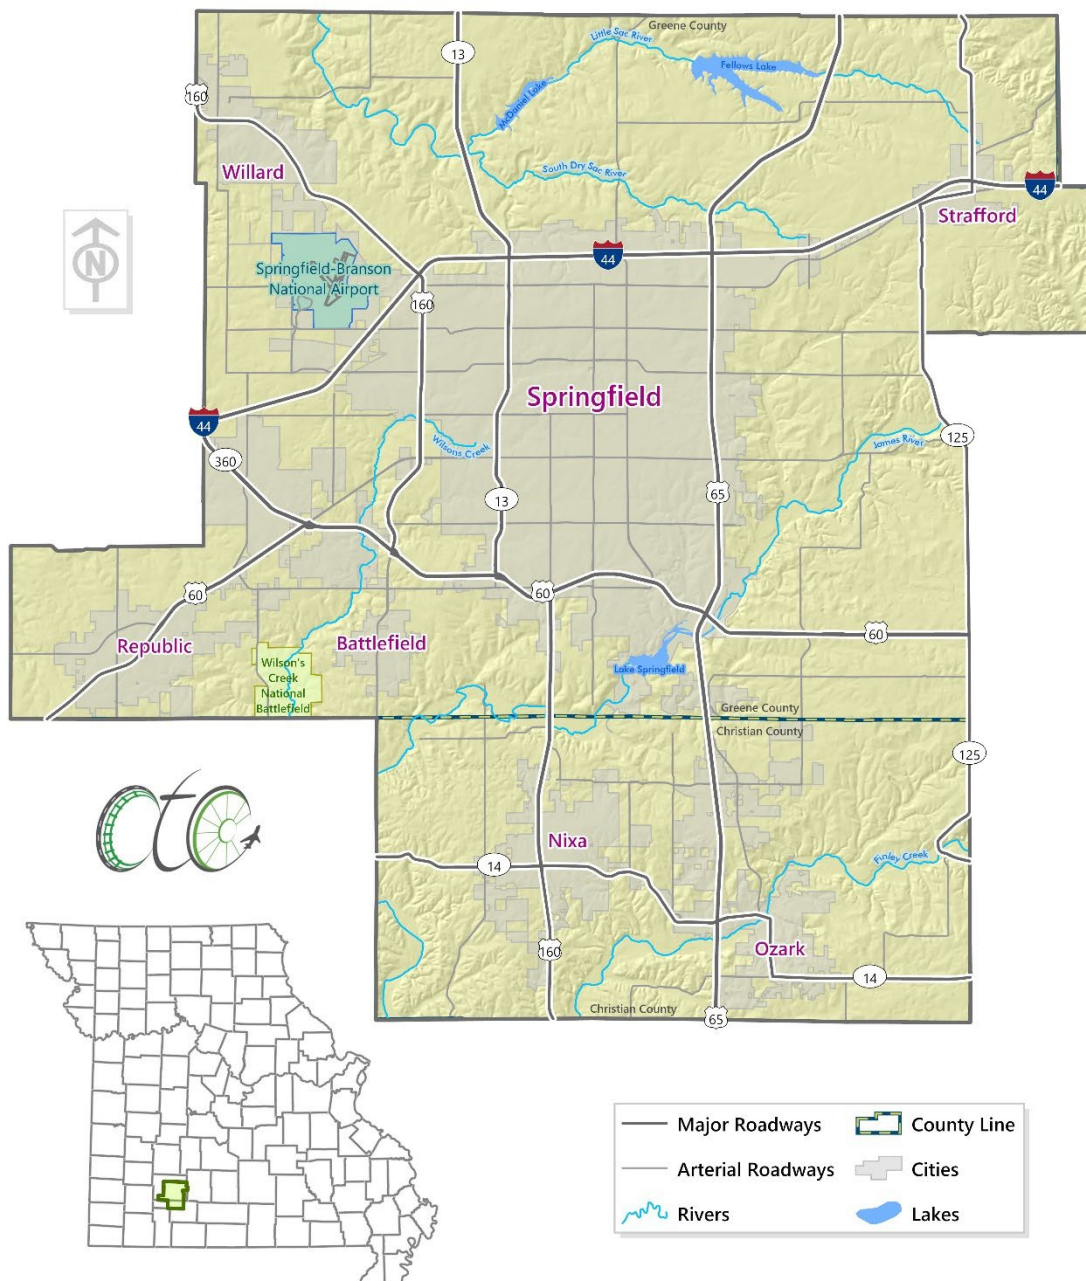 Greene County
13
Little Sac River
Fellows Lake
McDaniel Lake
160
South Dry Sac River
Willard
44
Strafford
N
Springfield-Branson
National Airport
44
160
Springfield
44
Wilsons Creek
James River
125
360
13
65
60
60
60
Republic
Battlefield
Wilson's
Creek
National
Battlefield
Lake Springfield
Greene County
Christian County
125
oto
Nixa
14
Finley Creek
160
Ozark
14
Christian County
65
Major Roadways
County Line
Arterial Roadways
Cities
Rivers
Lakes